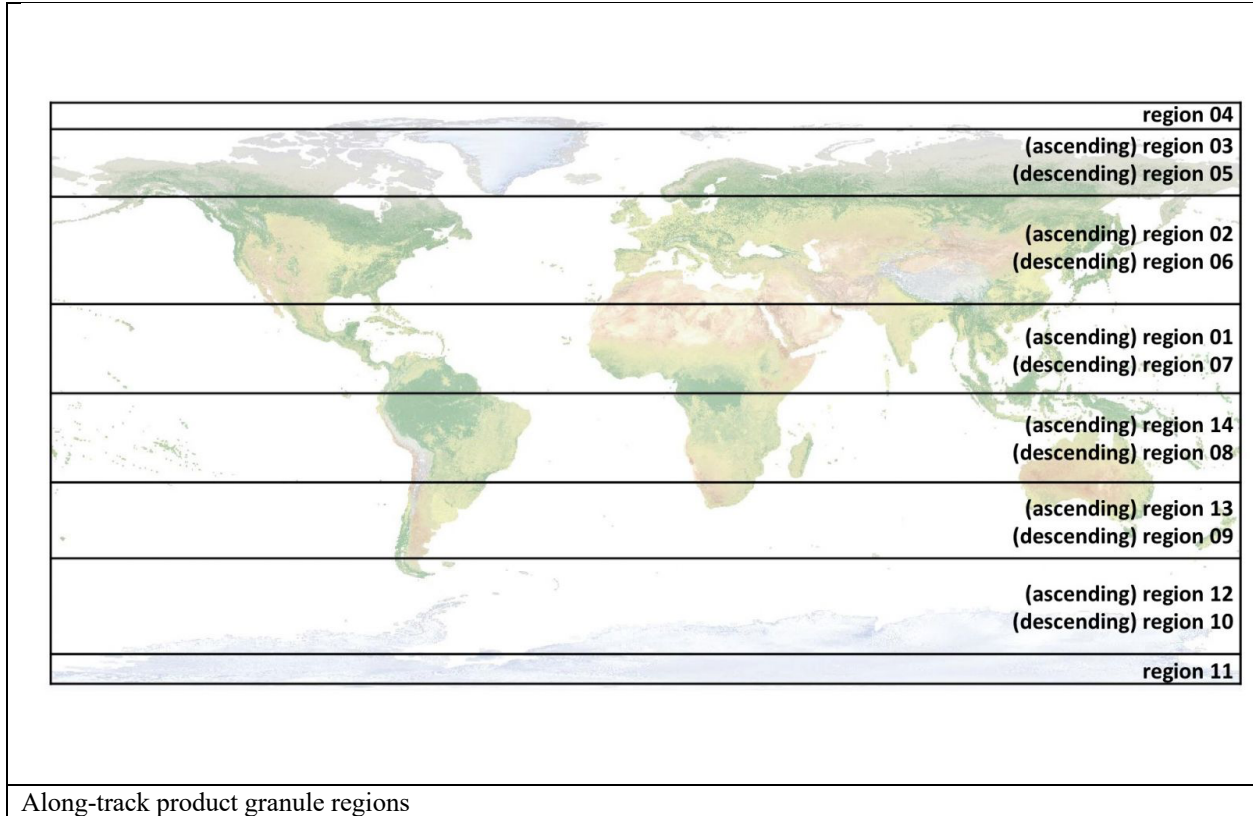 region 04
(ascending) region 03
(descending) region 05
(ascending) region 02
(descending) region 06
(ascending) region 01
(descending) region 07
(ascending) region 14
(descending) region 08
(ascending) region 13
(descending) region 09
(ascending) region 12
(descending) region 10
region 11
Along-track product granule regions